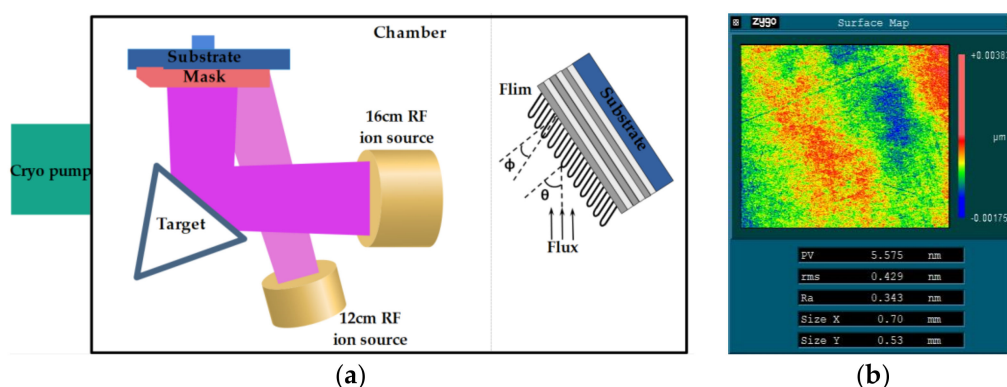 Chamber
Substrate
Mask
16cm RF
ion source
Cryo pump
Target
12cm RF
ion source
Flim
Substrate
ϕ
θ
Flux
(a)
zygo Surface Map
+0.00382
µm
-0.00175
PV 5.575 nm
rms 0.429 nm
Ra 0.343 nm
Size X 0.70 mm
Size Y 0.53 mm
(b)